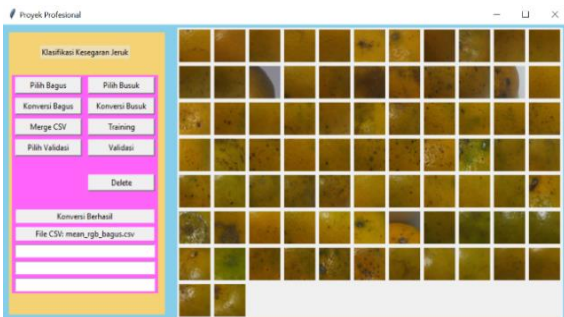 Proyek Profesional
Klasifikasi Kesegaran Jeruk
Pilih Bagus Pilih Busuk
Konversi Bagus Konversi Busuk
Merge CSV Training
Pilih Validasi Validasi
Delete
Konversi Berhasil
File CSV: mean_rgb_bagus.csv